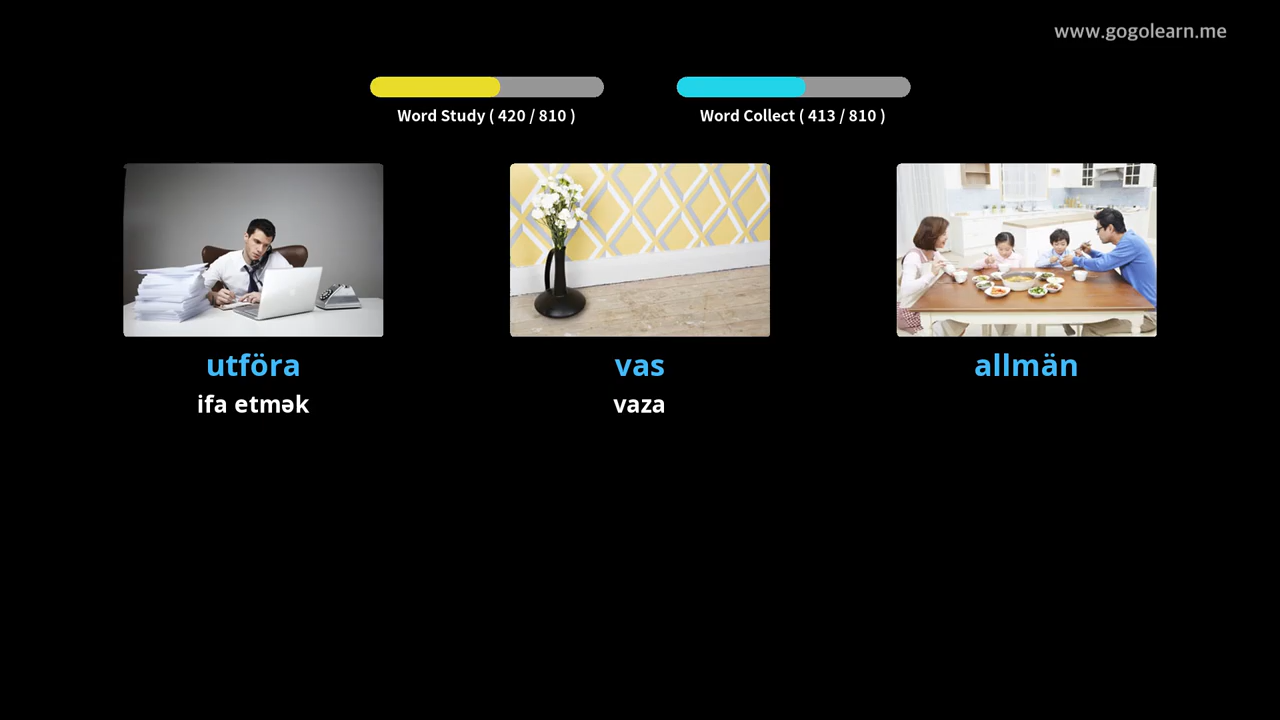 www.gogolearn.me
Word Study ( 420 / 810 )
Word Collect ( 413 / 810 )
utföra
ifa etmək
vas
vaza
allmän